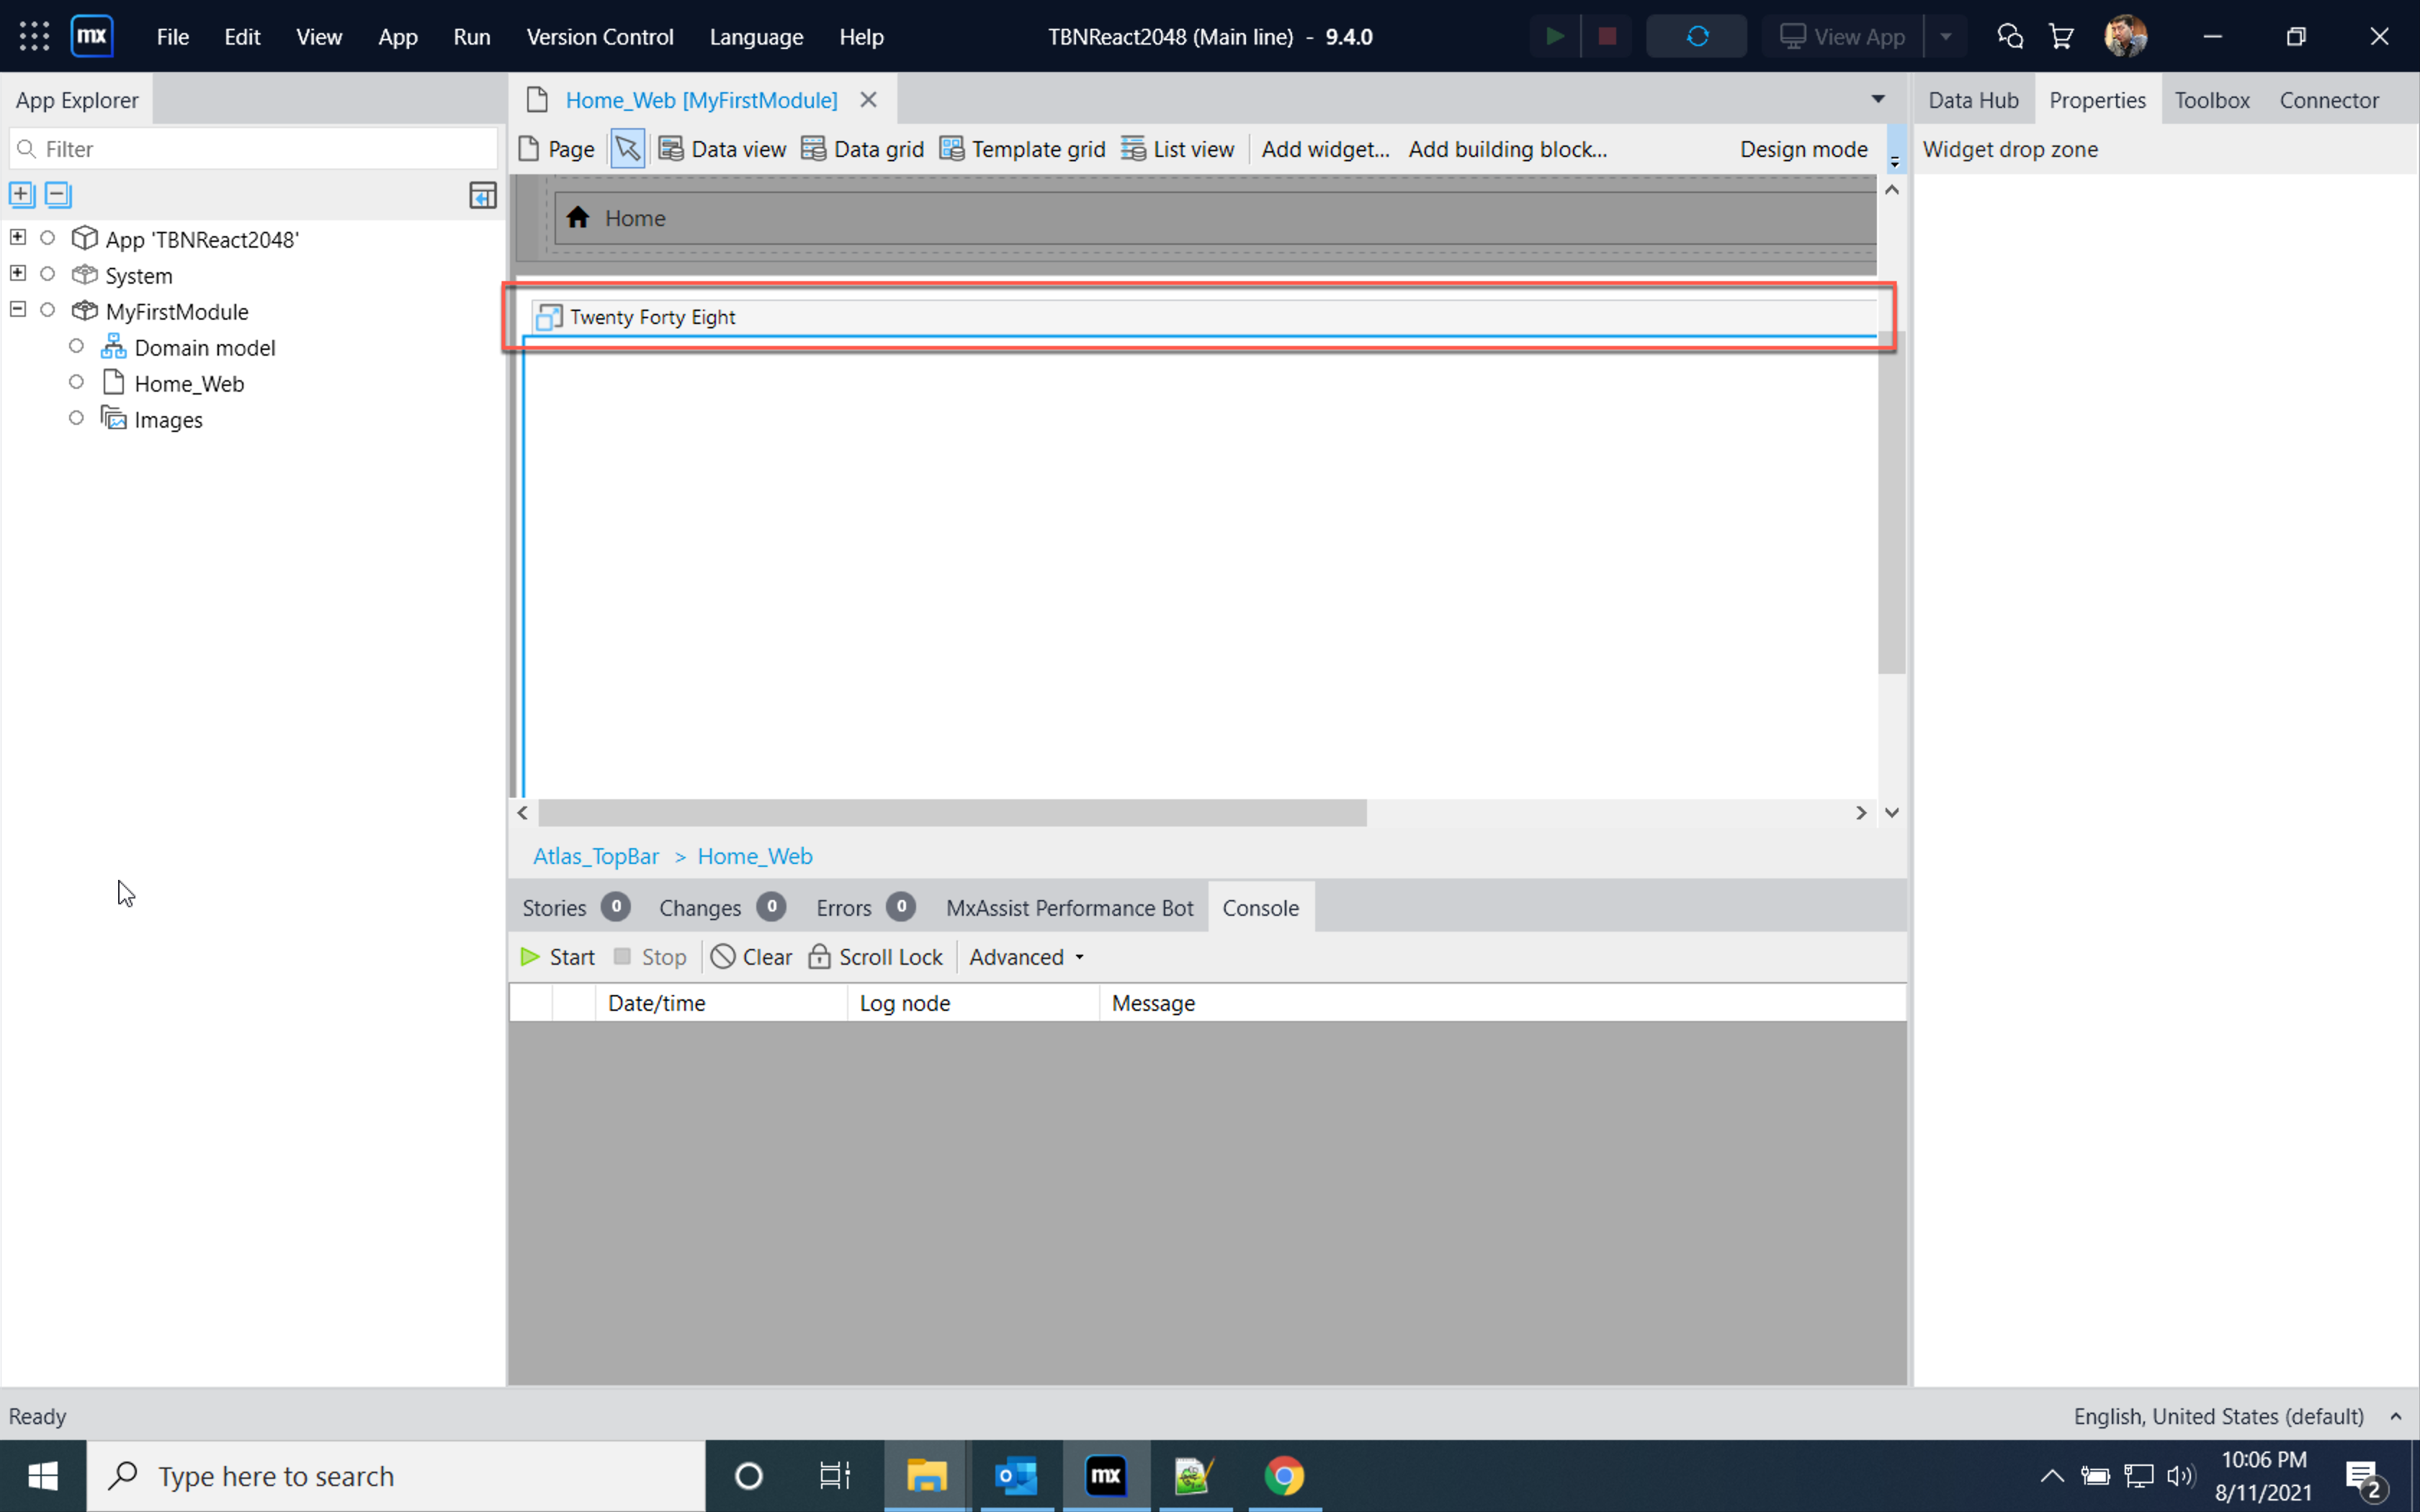 mx File Edit View App Run Version Control Language Help TBNReact2048 (Main line) - 9.4.0 View App
App Explorer
Home_Web [MyFirstModule]
Data Hub Properties Toolbox Connector
Filter
Page Data view Data grid Template grid List view Add widget... Add building block... Design mode
Widget drop zone
Home
App 'TBNReact2048'
System
MyFirstModule
Domain model
Home_Web
Images
Twenty Forty Eight
Atlas_TopBar > Home_Web
Stories 0 Changes 0 Errors 0 MxAssist Performance Bot Console
Start Stop Clear Scroll Lock Advanced
Date/time Log node Message
Ready
English, United States (default)
Type here to search
mx
10:06 PM
8/11/2021
2